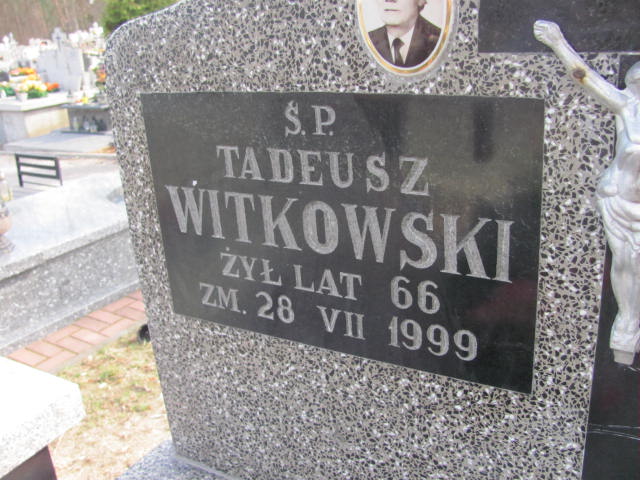 Ś.P.
TADEUSZ
WITKOWSKI
ŻYŁ LAT 66
ZM. 28 VII 1999